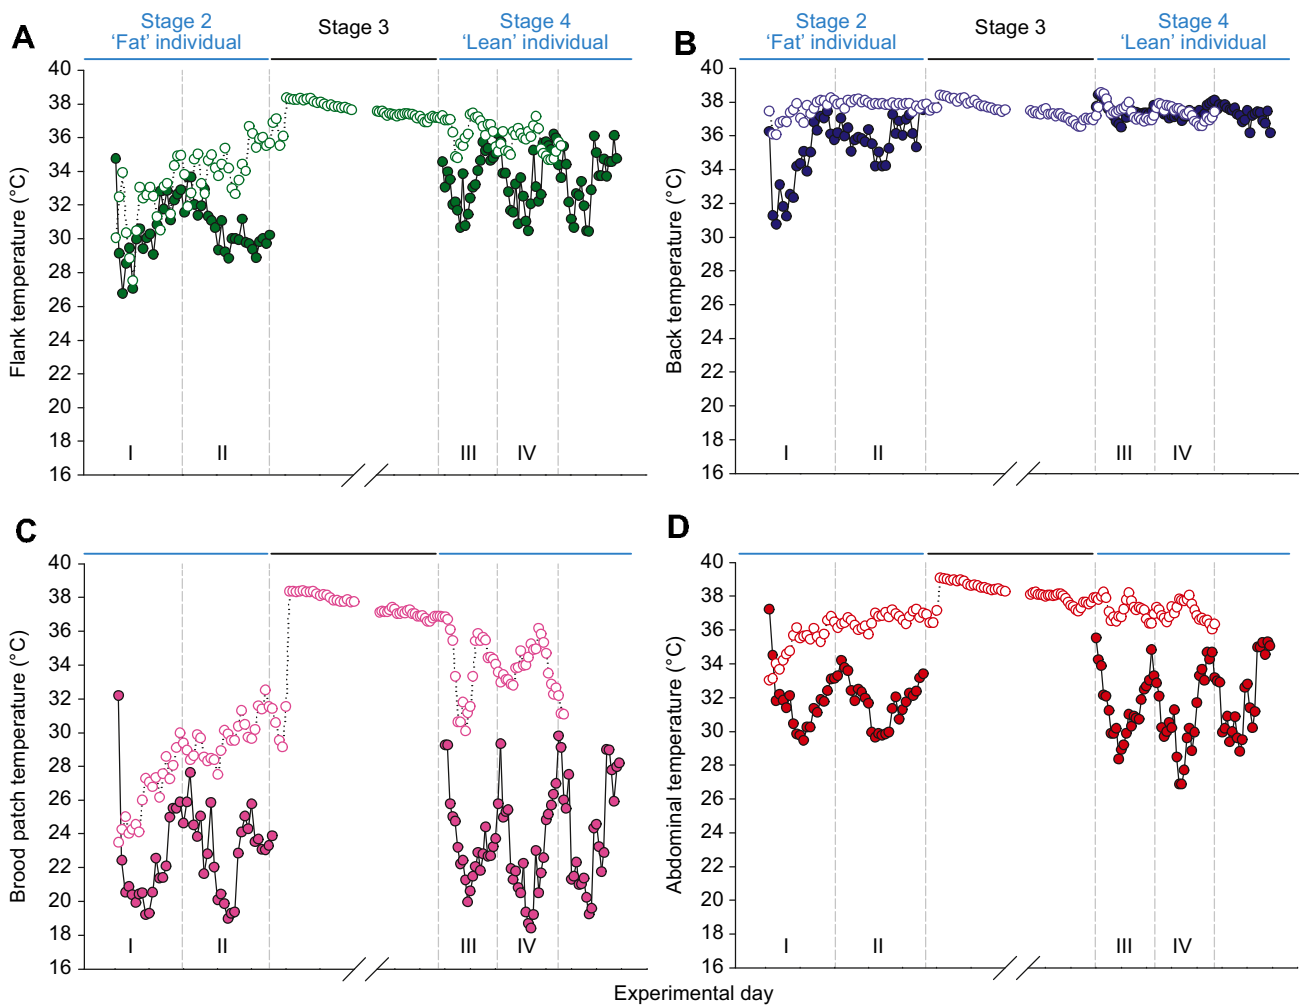 A
Stage 2
'Fat' individual
Stage 3
Stage 4
'Lean' individual
Flank temperature (°C)
40
38
36
34
32
30
28
26
24
22
20
18
16
I
II
III
IV
B
Stage 2
'Fat' individual
Stage 3
Stage 4
'Lean' individual
Back temperature (°C)
40
38
36
34
32
30
28
26
24
22
20
18
16
I
II
III
IV
C
Brood patch temperature (°C)
40
38
36
34
32
30
28
26
24
22
20
18
16
I
II
III
IV
D
Abdominal temperature (°C)
40
38
36
34
32
30
28
26
24
22
20
18
16
I
II
III
IV
Experimental day